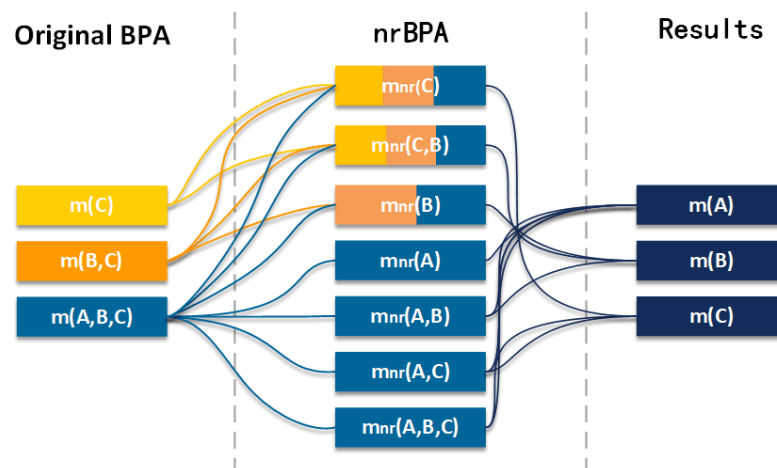 Original BPA
nrBPA
Results
m(C)
m(B,C)
m(A,B,C)
mnr(C)
mnr(C,B)
mnr(B)
mnr(A)
mnr(A,B)
mnr(A,C)
mnr(A,B,C)
m(A)
m(B)
m(C)